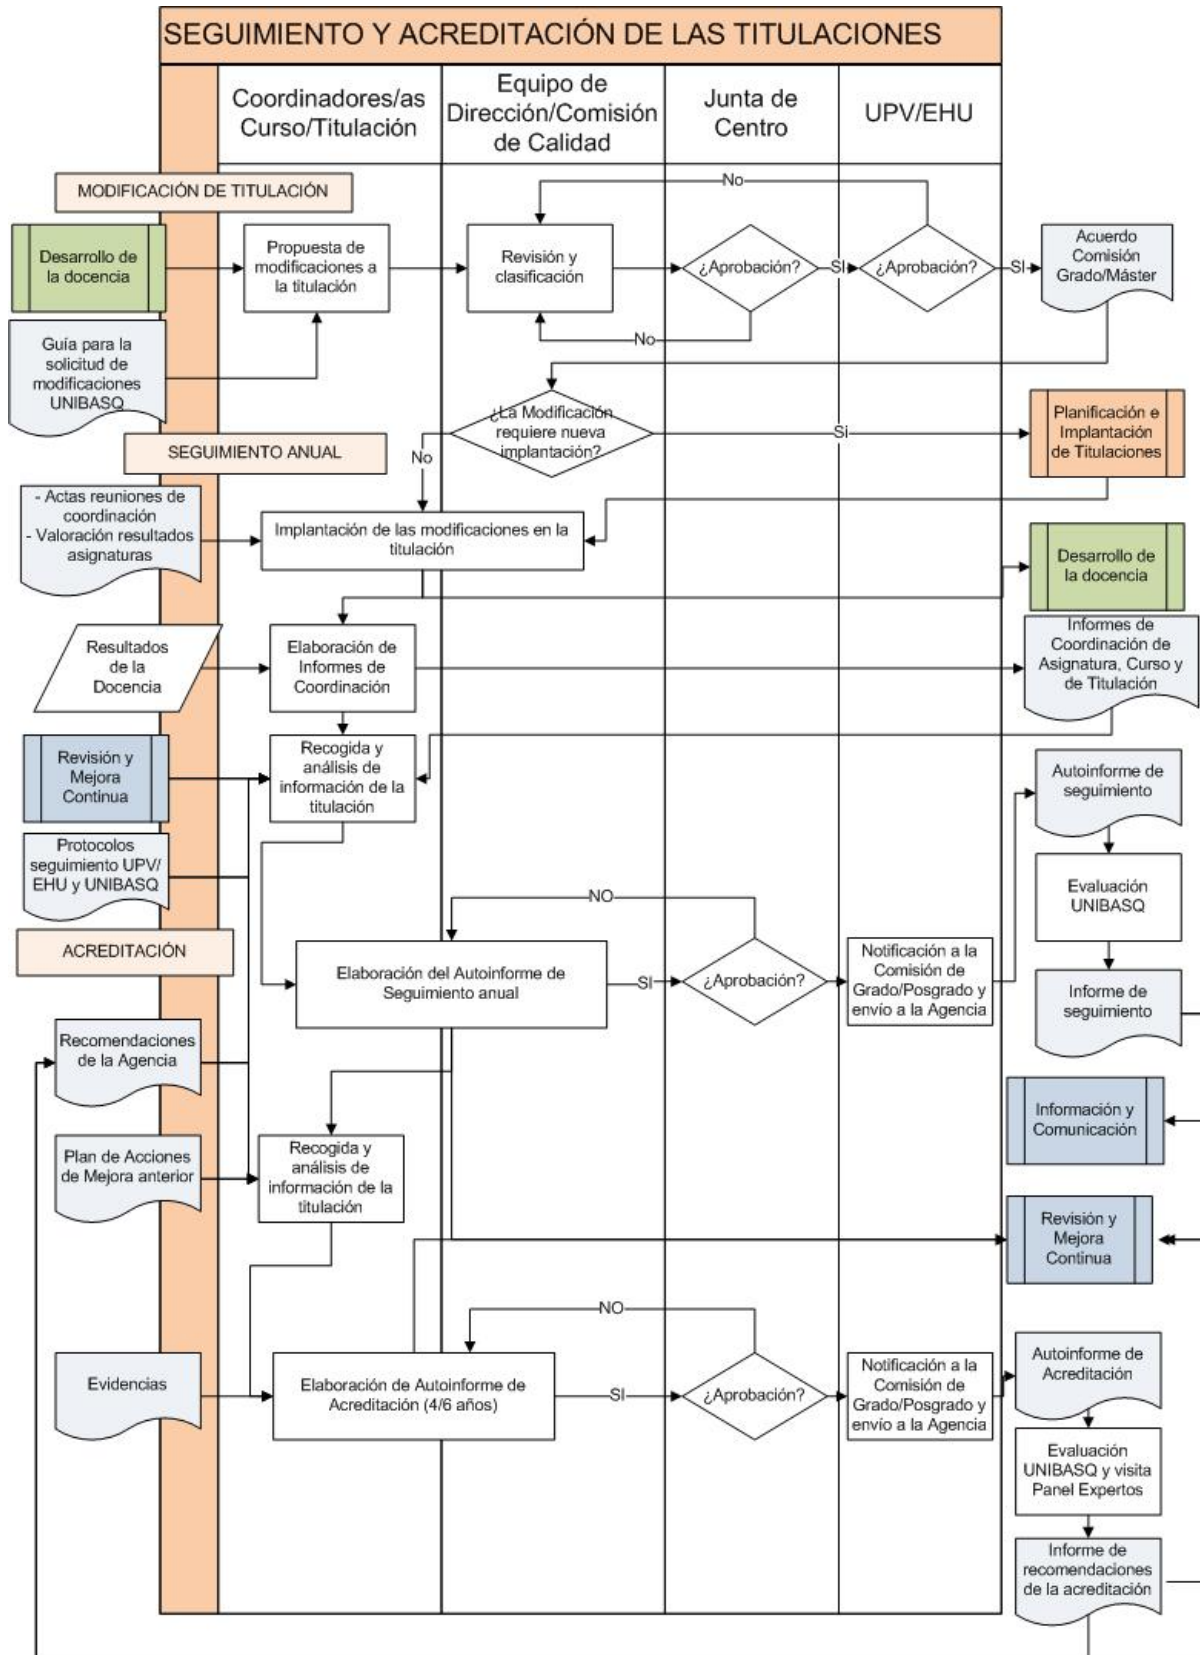 SEGUIMIENTO Y ACREDITACIÓN DE LAS TITULACIONES
Coordinadores/as
Curso/Titulación
Equipo de
Dirección/Comisión
de Calidad
Junta de
Centro
UPV/EHU
MODIFICACIÓN DE TITULACIÓN
No
Desarrollo de
la docencia
Propuesta de
modificaciones a
la titulación
Revisión y
clasificación
¿Aprobación?
SI
¿Aprobación?
SI
Acuerdo
Comisión
Grado/Máster
No
Guía para la
solicitud de
modificaciones
UNIBASQ
¿La Modificación
requiere nueva
implantación?
Si
No
Planificación e
Implantación
de Titulaciones
SEGUIMIENTO ANUAL
- Actas reuniones de
coordinación
- Valoración resultados
asignaturas
Implantación de las modificaciones en la
titulación
Desarrollo de
la docencia
Resultados
de la
Docencia
Elaboración de
Informes de
Coordinación
Informes de
Coordinación de
Asignatura, Curso y
de Titulación
Revisión y
Mejora
Continua
Recogida y
análisis de
información de la
titulación
Autoinforme de
seguimiento
Protocolos
seguimiento UPV/
EHU y UNIBASQ
Evaluación
UNIBASQ
NO
ACREDITACIÓN
Elaboración del Autoinforme de
Seguimiento anual
SI
¿Aprobación?
Notificación a la
Comisión de
Grado/Posgrado y
envío a la Agencia
Informe de
seguimiento
Recomendaciones
de la Agencia
Información y
Comunicación
Plan de Acciones
de Mejora anterior
Recogida y
análisis de
información de la
titulación
Revisión y
Mejora
Continua
NO
Evidencias
Elaboración de Autoinforme de
Acreditación (4/6 años)
SI
¿Aprobación?
Notificación a la
Comisión de
Grado/Posgrado y
envío a la Agencia
Autoinforme de
Acreditación
Evaluación
UNIBASQ y visita
Panel Expertos
Informe de
recomendaciones
de la acreditación